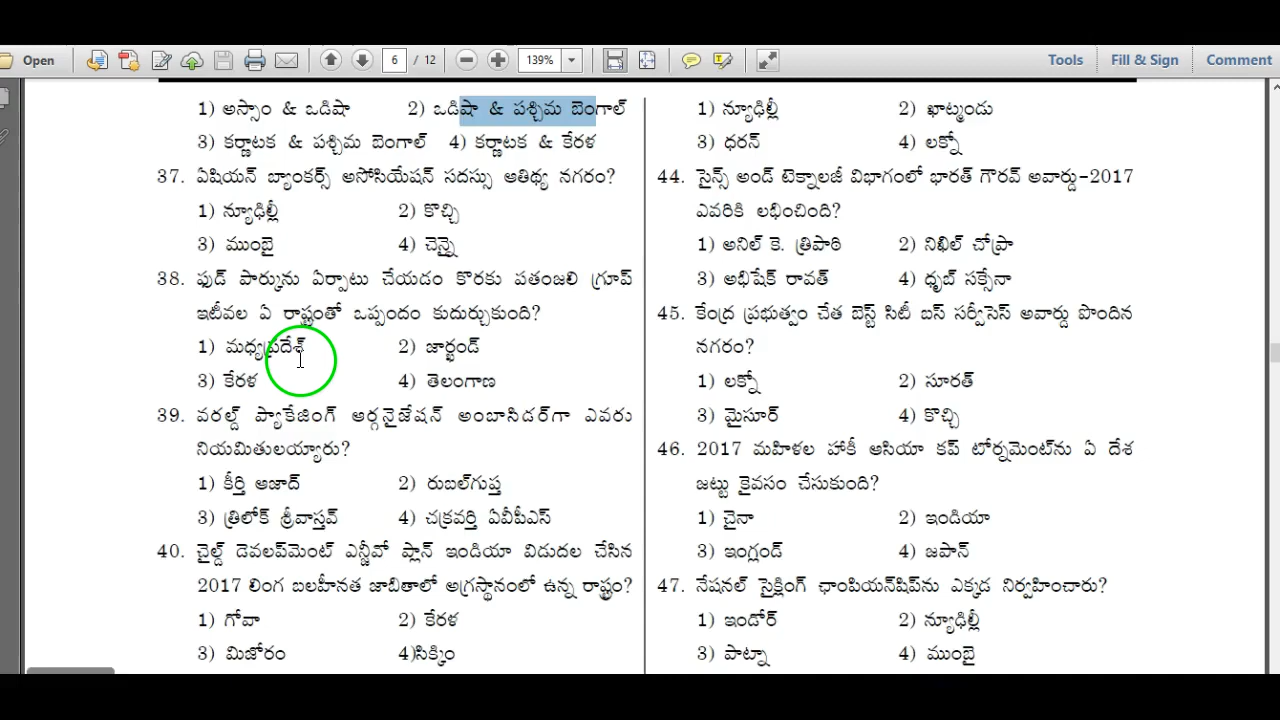 Open 6 / 12 139% Tools Fill & Sign Comment
1) అస్సాం & ఒడిషా 2) ఒడిషా & పశ్చిమ బెంగాల్
3) కర్ణాటక & పశ్చిమ బెంగాల్ 4) కర్ణాటక & కేరళ
37. ఏషియన్ బ్యాంకర్స్ అసోసియేషన్ సదస్సు ఆతిథ్య నగరం?
1) న్యూఢిల్లీ 2) కొచ్చి
3) ముంబై 4) చెన్నై
38. ఫుడ్ పార్కును ఏర్పాటు చేయడం కొరకు పతంజలి గ్రూప్
ఇటీవల ఏ రాష్ట్రంతో ఒప్పందం కుదుర్చుకుంది?
1) మధ్యప్రదేశ్ 2) జార్ఖండ్
3) కేరళ 4) తెలంగాణ
39. వరల్డ్ ప్యాకేజింగ్ ఆర్గనైజేషన్ అంబాసిడర్‌గా ఎవరు
నియమితులయ్యారు?
1) కీర్తి ఆజాద్ 2) రుబల్‌గుప్త
3) త్రిలోక్ శ్రీవాస్తవ్ 4) చక్రవర్తి ఏవీపీఎస్
40. చైల్డ్ డెవలప్‌మెంట్ ఎన్జీవో ప్లాన్ ఇండియా విడుదల చేసిన
2017 లింగ బలహీనత జాబితాలో అగ్రస్థానంలో ఉన్న రాష్ట్రం?
1) గోవా 2) కేరళ
3) మిజోరం 4)సిక్కిం
1) న్యూఢిల్లీ 2) ఖాట్మండు
3) ధరన్ 4) లక్నో
44. సైన్స్ అండ్ టెక్నాలజీ విభాగంలో భారత్ గౌరవ్ అవార్డు-2017
ఎవరికి లభించింది?
1) అనిల్ కె. త్రిపాఠి 2) నిఖిల్ చోప్రా
3) అభిషేక్ రావత్ 4) ధృబ్ సక్సేనా
45. కేంద్ర ప్రభుత్వం చేత బెస్ట్ సిటీ బస్ సర్వీసెస్ అవార్డు పొందిన
నగరం?
1) లక్నో 2) సూరత్
3) మైసూర్ 4) కొచ్చి
46. 2017 మహిళల హాకీ ఆసియా కప్ టోర్నమెంట్‌ను ఏ దేశ
జట్టు కైవసం చేసుకుంది?
1) చైనా 2) ఇండియా
3) ఇంగ్లండ్ 4) జపాన్
47. నేషనల్ సైక్లింగ్ ఛాంపియన్‌షిప్‌ను ఎక్కడ నిర్వహించారు?
1) ఇండోర్ 2) న్యూఢిల్లీ
3) పాట్నా 4) ముంబై